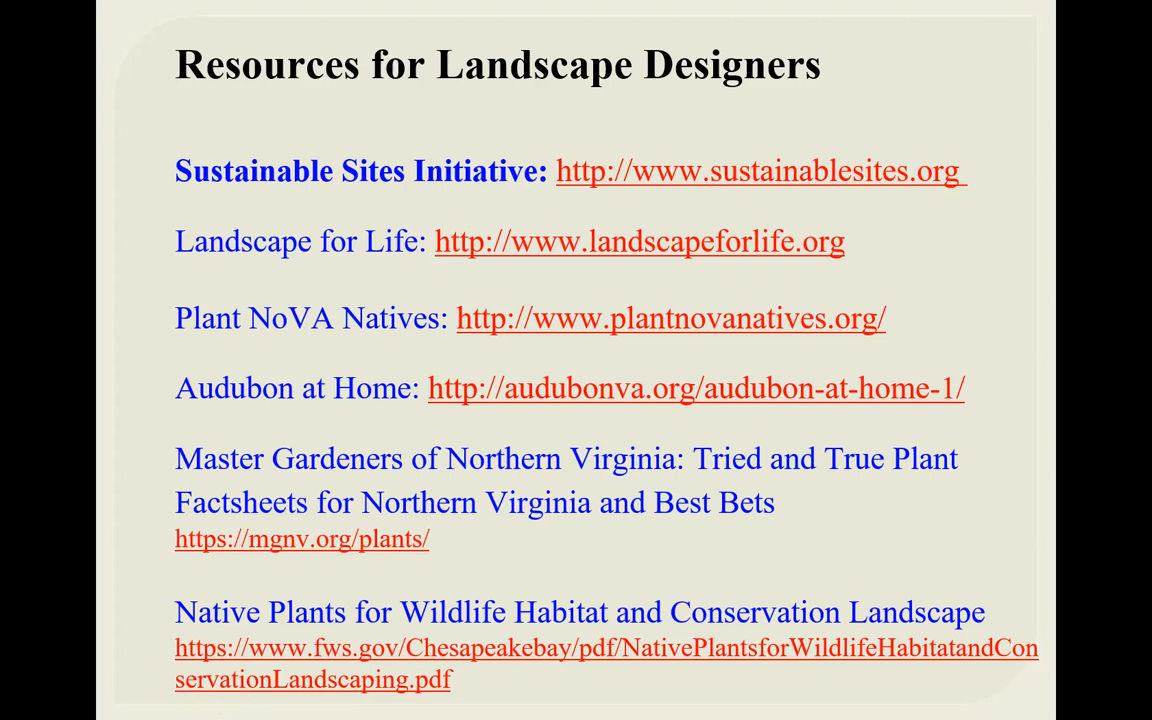 Resources for Landscape Designers
Sustainable Sites Initiative: http://www.sustainablesites.org
Landscape for Life: http://www.landscapeforlife.org
Plant NoVA Natives: http://www.plantnovanatives.org/
Audubon at Home: http://audubonva.org/audubon-at-home-1/
Master Gardeners of Northern Virginia: Tried and True Plant
Factsheets for Northern Virginia and Best Bets
https://mgnv.org/plants/
Native Plants for Wildlife Habitat and Conservation Landscape
https://www.fws.gov/Chesapeakebay/pdf/NativePlantsforWildlifeHabitatandCon
servationLandscaping.pdf